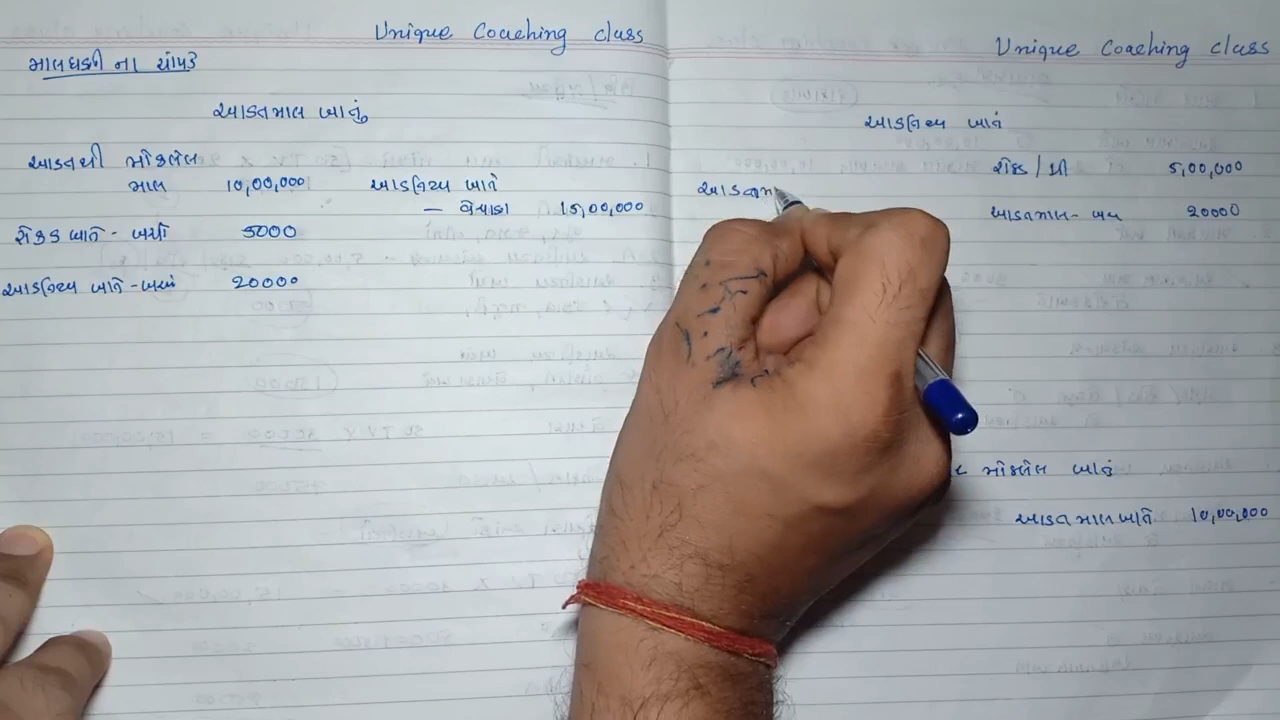 Unique Coaching Class
માલધણી ના ચોપડે
આડતમાલ ખાતું
આડતથી મોકલેલ
માલ 10,00,000
આડતિયા ખાતે
– વેચાણ 15,00,000
રોકડ ખાતે - ખર્ચા 5000
આડતિયા ખાતે - ખર્ચા 20000
Unique Coaching Class
આડતિયા ખાતું
રોકડ / 5,00,000
આડતમા
આડતમાલ - ખર્ચ 20000
મોકલેલ ખાતું
આડતમાલ ખાતે 10,00,000